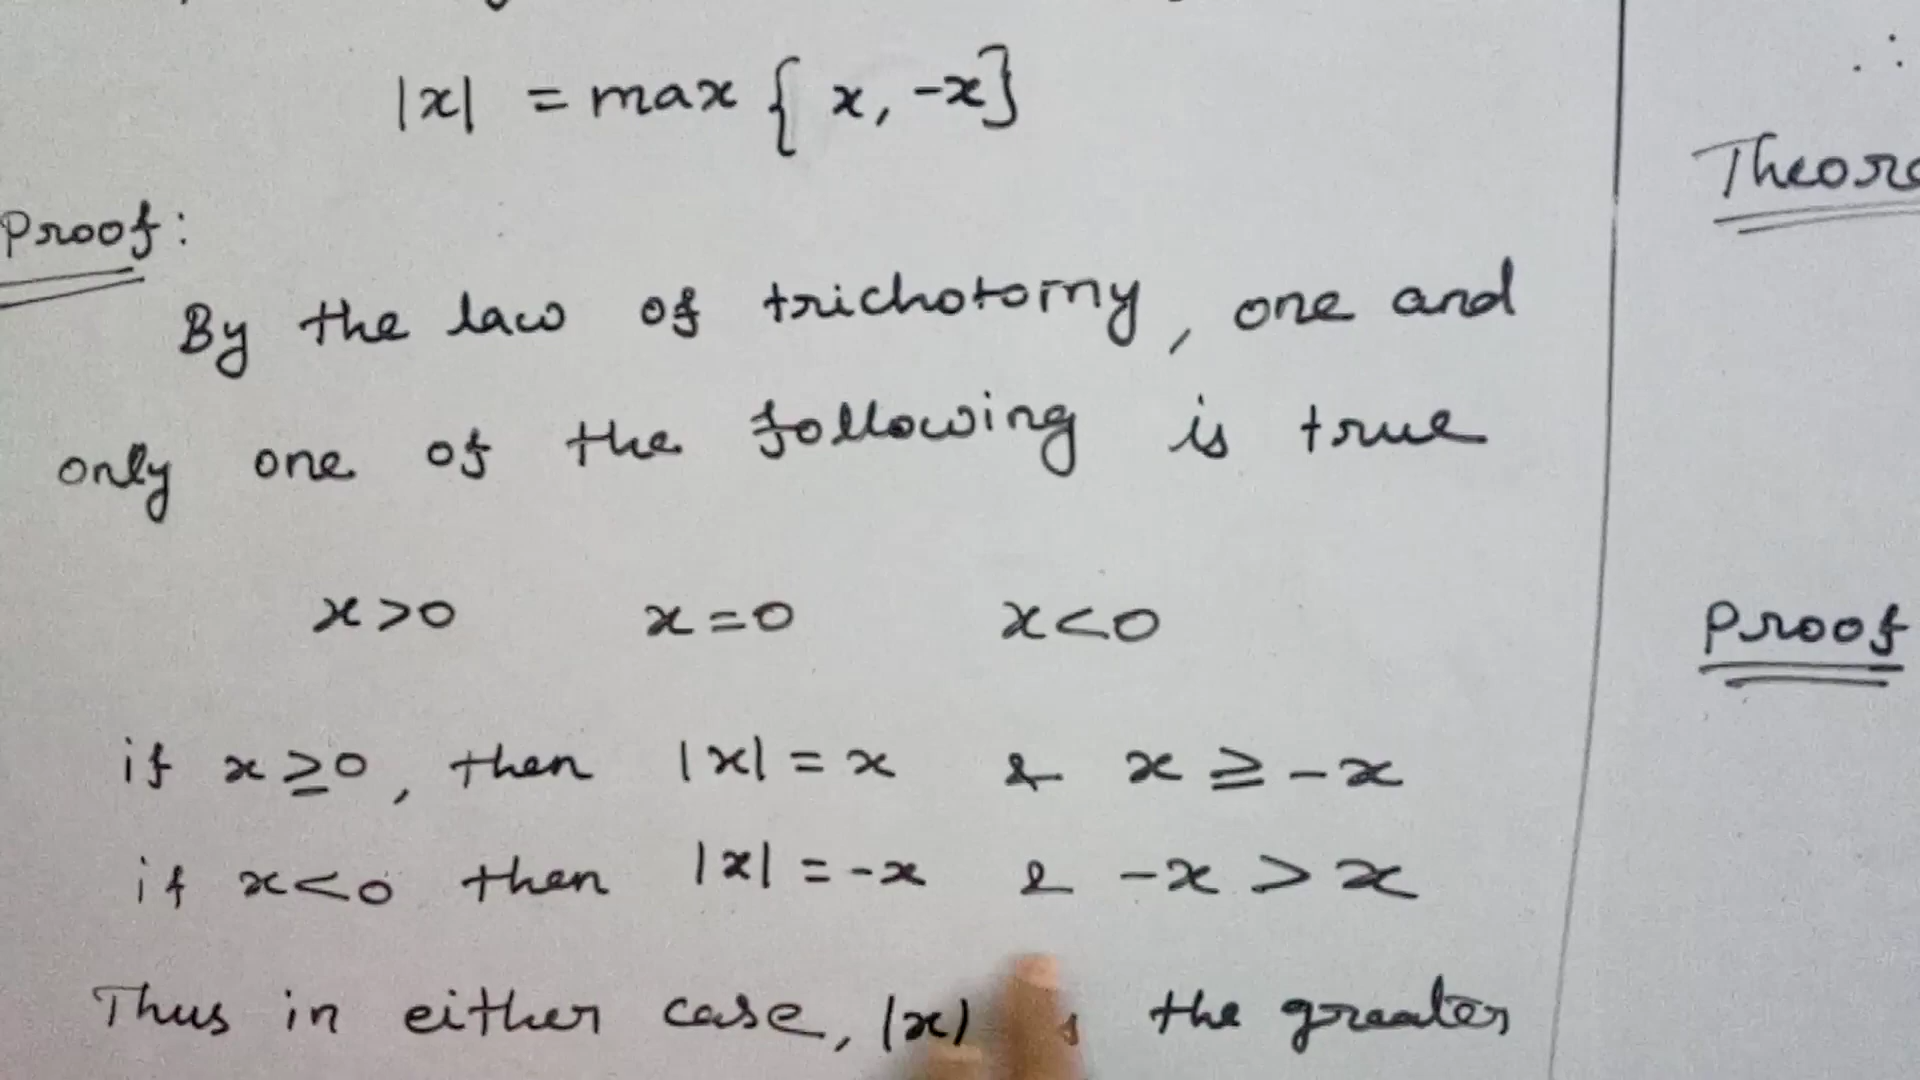 |x| = max { x, -x}
Proof:
By the law of trichotomy, one and
only one of the following is true
x>0 x=0 x<0
if x≥0, then |x| = x & x ≥ -x
if x<0 then |x| = -x & -x > x
Thus in either case, |x| the greater
∴
Proof